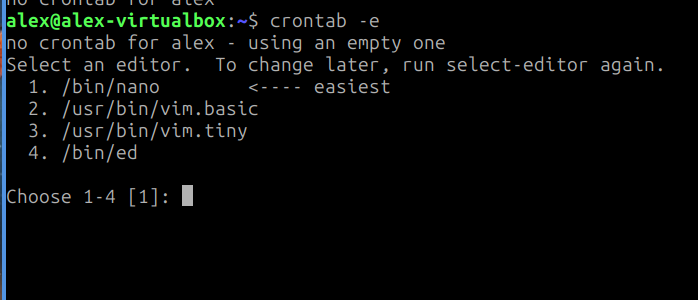 no crontab for alex
alex@alex-virtualbox:~$ crontab -e
no crontab for alex - using an empty one
Select an editor.  To change later, run select-editor again.
  1. /bin/nano        <---- easiest
  2. /usr/bin/vim.basic
  3. /usr/bin/vim.tiny
  4. /bin/ed

Choose 1-4 [1]: